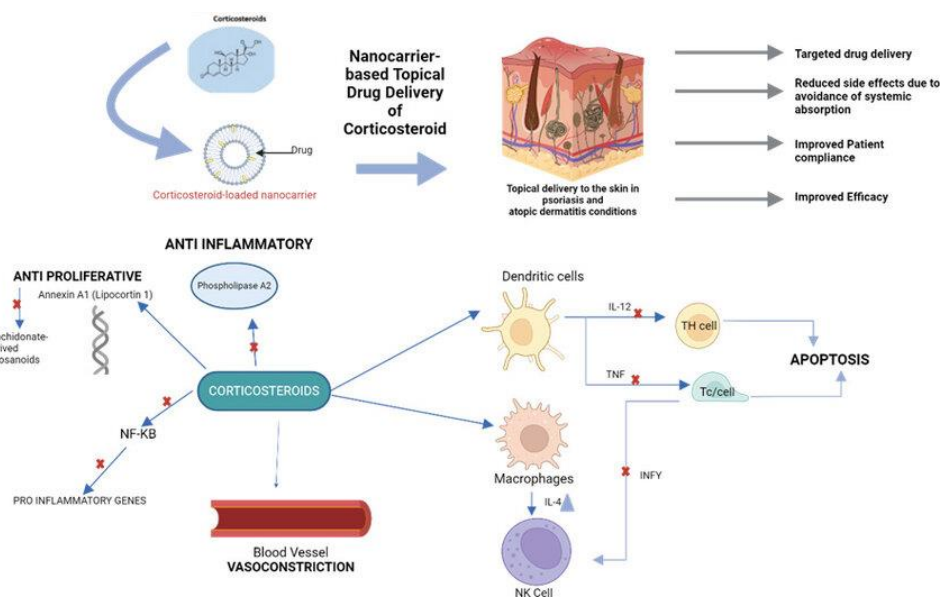 Corticosteroids
Drug
Corticosteroid-loaded nanocarrier
Nanocarrier-
based Topical
Drug Delivery
of
Corticosteroid
Topical delivery to the skin in
psoriasis and
atopic dermatitis conditions
Targeted drug delivery
Reduced side effects due to
avoidance of systemic
absorption
Improved Patient
compliance
Improved Efficacy
ANTI INFLAMMATORY
Phospholipase A2
ANTI PROLIFERATIVE
Annexin A1 (Lipocortin 1)
achidonate-
rived
osanoids
CORTICOSTEROIDS
NF-KB
PRO INFLAMMATORY GENES
Blood Vessel
VASOCONSTRICTION
Dendritic cells
IL-12
TH cell
TNF
Tc/cell
APOPTOSIS
Macrophages
IL-4
INFY
NK Cell